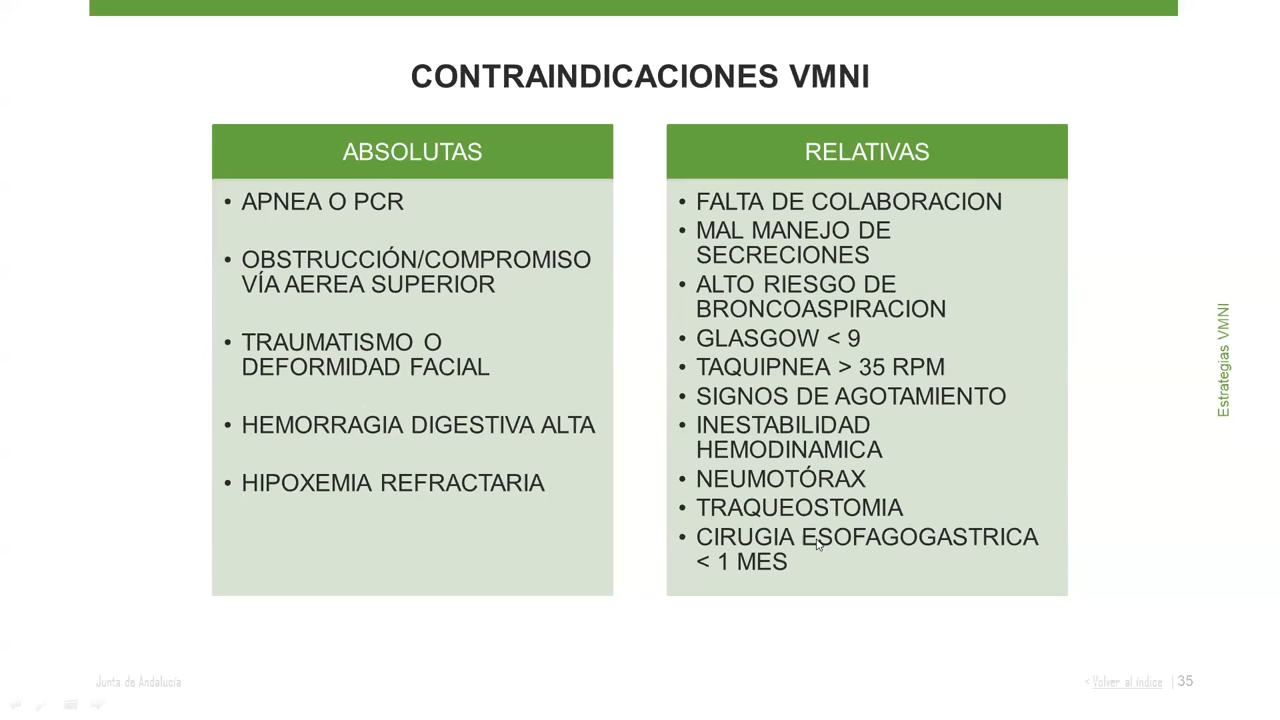 CONTRAINDICACIONES VMNI
ABSOLUTAS
• APNEA O PCR
• OBSTRUCCIÓN/COMPROMISO
VÍA AEREA SUPERIOR
• TRAUMATISMO O
DEFORMIDAD FACIAL
• HEMORRAGIA DIGESTIVA ALTA
• HIPOXEMIA REFRACTARIA
RELATIVAS
• FALTA DE COLABORACION
• MAL MANEJO DE
SECRECIONES
• ALTO RIESGO DE
BRONCOASPIRACION
• GLASGOW < 9
• TAQUIPNEA > 35 RPM
• SIGNOS DE AGOTAMIENTO
• INESTABILIDAD
HEMODINAMICA
• NEUMOTÓRAX
• TRAQUEOSTOMIA
• CIRUGIA ESOFAGOGASTRICA
< 1 MES
Estrategias VMNI
Junta de Andalucía
< Volver al índice | 35